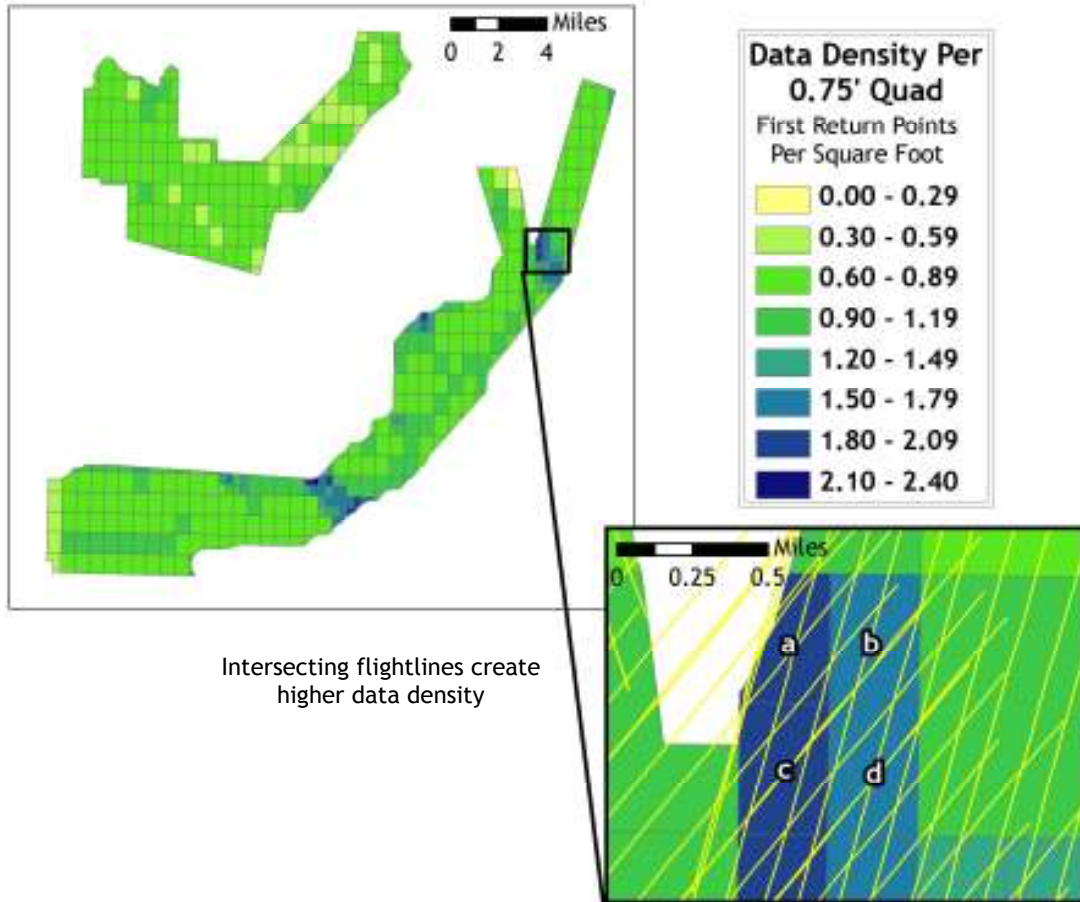 Miles
0 2 4
Data Density Per
0.75' Quad
First Return Points
Per Square Foot
0.00 - 0.29
0.30 - 0.59
0.60 - 0.89
0.90 - 1.19
1.20 - 1.49
1.50 - 1.79
1.80 - 2.09
2.10 - 2.40
Intersecting flightlines create
higher data density
Miles
0 0.25 0.5
a b
c d